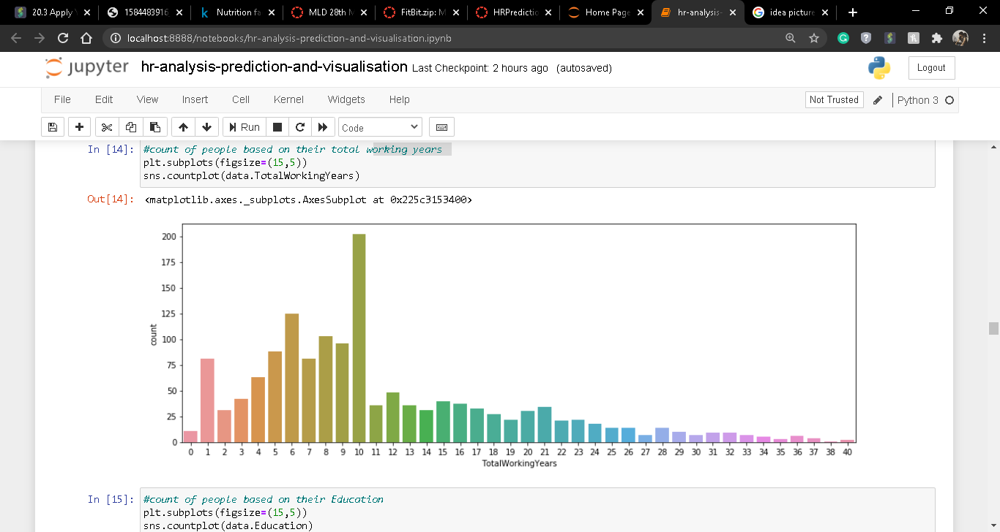 20.3 Apply
1584483916
Nutrition fa
MLD 28th M
FitBit.zip: M
HRPredictio
Home Page
hr-analysis-
idea picture
localhost:8888/notebooks/hr-analysis-prediction-and-visualisation.ipynb
jupyter hr-analysis-prediction-and-visualisation Last Checkpoint: 2 hours ago (autosaved)
Logout
File Edit View Insert Cell Kernel Widgets Help
Not Trusted
Python 3
Run
Code
In [14]: #count of people based on their total working years
plt.subplots(figsize=(15,5))
sns.countplot(data.TotalWorkingYears)
Out[14]: <matplotlib.axes._subplots.AxesSubplot at 0x225c3153400>
200
175
150
125
100
75
50
25
0
count
0 1 2 3 4 5 6 7 8 9 10 11 12 13 14 15 16 17 18 19 20 21 22 23 24 25 26 27 28 29 30 31 32 33 34 35 36 37 38 40
TotalWorkingYears
In [15]: #count of people based on their Education
plt.subplots(figsize=(15,5))
sns.countplot(data.Education)